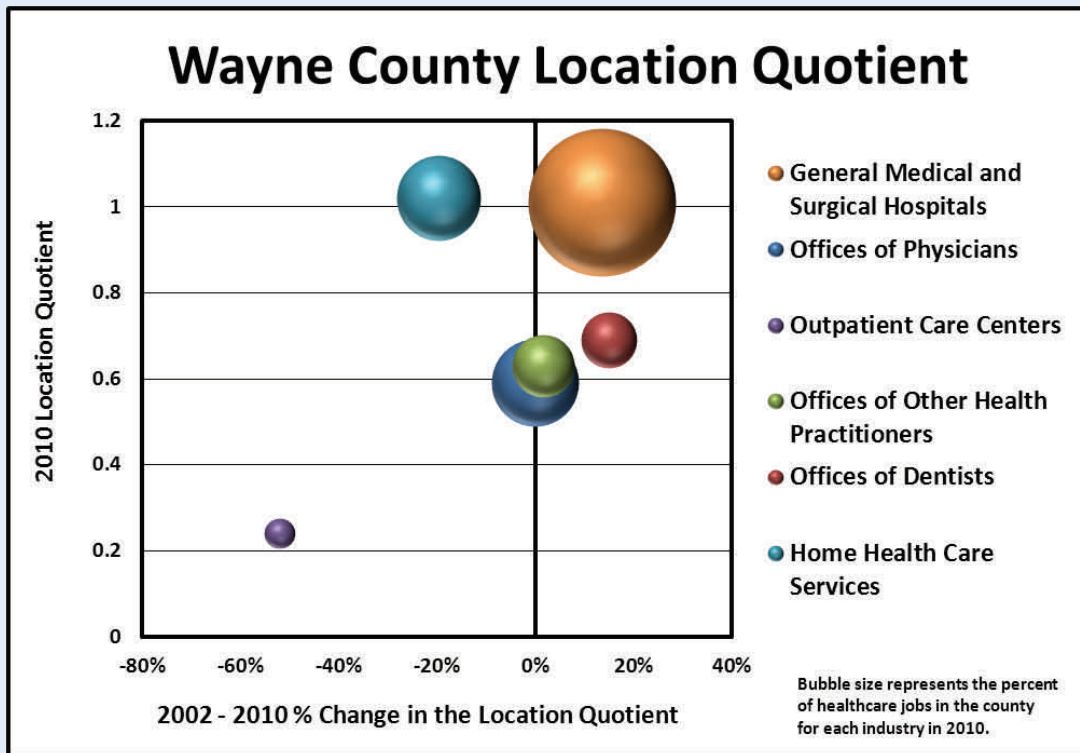 Wayne County Location Quotient
2010 Location Quotient
1.2
1
0.8
0.6
0.4
0.2
0
-80%
-60%
-40%
-20%
0%
20%
40%
2002 - 2010 % Change in the Location Quotient
General Medical and
Surgical Hospitals
Offices of Physicians
Outpatient Care Centers
Offices of Other Health
Practitioners
Offices of Dentists
Home Health Care
Services
Bubble size represents the percent
of healthcare jobs in the county
for each industry in 2010.